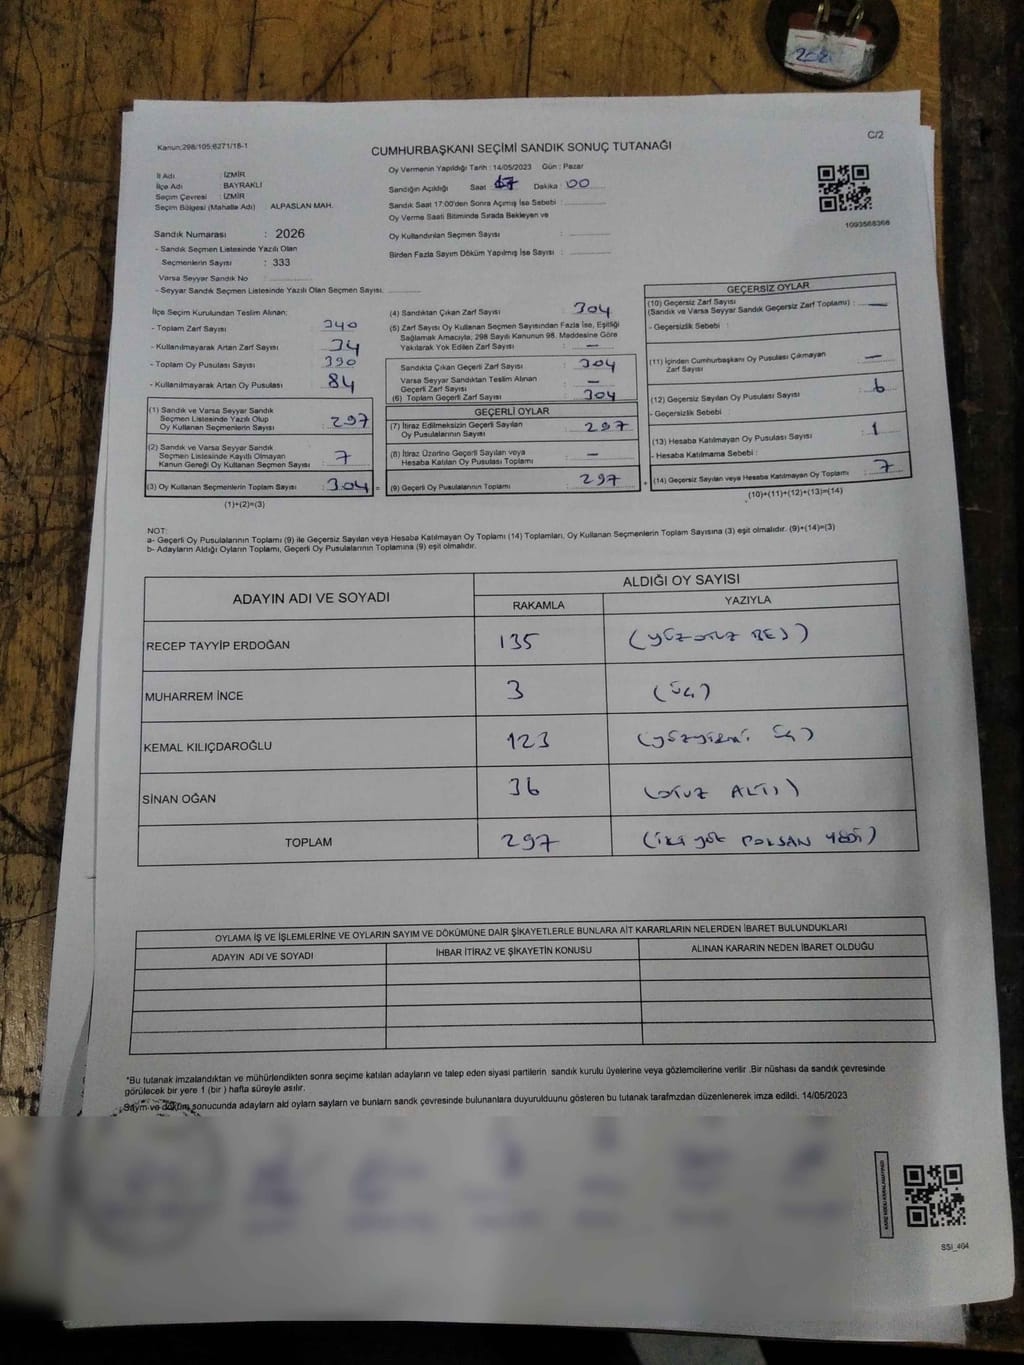 252
C/2
Kanun:298/105;6271/18-1
CUMHURBAŞKANI SEÇİMİ SANDIK SONUÇ TUTANAĞI
İl Adı : İZMİR
İlçe Adı : BAYRAKLI
Seçim Çevresi : İZMİR
Seçim Bölgesi (Mahalle Adı) : ALPASLAN MAH.
Sandık Numarası : 2026
- Sandık Seçmen Listesinde Yazılı Olan
Seçmenlerin Sayısı : 333
Varsa Seyyar Sandık No
- Seyyar Sandık Seçmen Listesinde Yazılı Olan Seçmen Sayısı:
Oy Vermenin Yapıldığı Tarih : 14/05/2023 Gün : Pazar
Sandığın Açıldığı Saat : 17 Dakika : 00
Sandık Saat 17:00'den Sonra Açımış İse Sebebi :
Oy Verme Saati Bitiminde Sırada Bekleyen ve
Oy Kullandırılan Seçmen Sayısı :
Birden Fazla Sayım Döküm Yapılmış İse Sayısı :
1093568366
İlçe Seçim Kurulundan Teslim Alınan;
- Toplam Zarf Sayısı : 340
- Kullanılmayarak Artan Zarf Sayısı : 34
- Toplam Oy Pusulası Sayısı : 390
- Kullanılmayarak Artan Oy Pusulası : 84
(1) Sandık ve Varsa Seyyar Sandık
Seçmen Listesinde Yazılı Olup
Oy Kullanan Seçmenlerin Sayısı : 297
(2) Sandık ve Varsa Seyyar Sandık
Seçmen Listesinde Kayıtlı Olmayan
Kanun Gereği Oy Kullanan Seçmen Sayısı : 7
(3) Oy Kullanan Seçmenlerin Toplam Sayısı : 304 =
(1)+(2)=(3)
(4) Sandıktan Çıkan Zarf Sayısı : 304
(5) Zarf Sayısı Oy Kullanan Seçmen Sayısından Fazla İse, Eşitliği
Sağlamak Amacıyla; 298 Sayılı Kanunun 98. Maddesine Göre
Yakılarak Yok Edilen Zarf Sayısı : —
Sandıkta Çıkan Geçerli Zarf Sayısı : 304
Varsa Seyyar Sandıktan Teslim Alınan
Geçerli Zarf Sayısı : —
(6) Toplam Geçerli Zarf Sayısı : 304
GEÇERLİ OYLAR
(7) İtiraz Edilmeksizin Geçerli Sayılan
Oy Pusulalarının Sayısı : 297
(8) İtiraz Üzerine Geçerli Sayılan veya
Hesaba Katılan Oy Pusulası Toplamı : —
(9) Geçerli Oy Pusulalarının Toplamı : 297 +
GEÇERSİZ OYLAR
(10) Geçersiz Zarf Sayısı
(Sandık ve Varsa Seyyar Sandık Geçersiz Zarf Toplamı) : —
- Geçersizlik Sebebi :
(11) İçinden Cumhurbaşkanı Oy Pusulası Çıkmayan
Zarf Sayısı : —
(12) Geçersiz Sayılan Oy Pusulası Sayısı : 6
- Geçersizlik Sebebi :
(13) Hesaba Katılmayan Oy Pusulası Sayısı : 1
- Hesaba Katılmama Sebebi :
(14) Geçersiz Sayılan veya Hesaba Katılmayan Oy Toplamı : 7
(10)+(11)+(12)+(13)=(14)
NOT:
a- Geçerli Oy Pusulalarının Toplamı (9) ile Geçersiz Sayılan veya Hesaba Katılmayan Oy Toplamı (14) Toplamları, Oy Kullanan Seçmenlerin Toplam Sayısına (3) eşit olmalıdır. (9)+(14)=(3)
b- Adayların Aldığı Oyların Toplamı, Geçerli Oy Pusulalarının Toplamına (9) eşit olmalıdır.
ADAYIN ADI VE SOYADI
ALDIĞI OY SAYISI
RAKAMLA YAZIYLA
RECEP TAYYİP ERDOĞAN 135 (yüz otuz BEŞ)
MUHARREM İNCE 3 (üç)
KEMAL KILIÇDAROĞLU 123 (yüzyirmi üç)
SİNAN OĞAN 36 (otuz ALTI)
TOPLAM 297 (iki yüz DOKSAN YEDİ)
OYLAMA İŞ VE İŞLEMLERİNE VE OYLARIN SAYIM VE DÖKÜMÜNE DAİR ŞİKAYETLERLE BUNLARA AİT KARARLARIN NELERDEN İBARET BULUNDUKLARI
ADAYIN ADI VE SOYADI İHBAR İTİRAZ VE ŞİKAYETİN KONUSU ALINAN KARARIN NEDEN İBARET OLDUĞU
*Bu tutanak imzalandıktan ve mühürlendikten sonra seçime katılan adayların ve talep eden siyasi partilerin sandık kurulu üyelerine veya gözlemcilerine verilir .Bir nüshası da sandık çevresinde
görülecek bir yere 1 (bir ) hafta süreyle asılır.
Saym ve döküm sonucunda adaylarn ald oylarn saylarn ve bunlarn sandk çevresinde bulunanlara duyurulduunu gösteren bu tutanak tarafmzdan düzenlenerek imza edildi. 14/05/2023
SSI_464